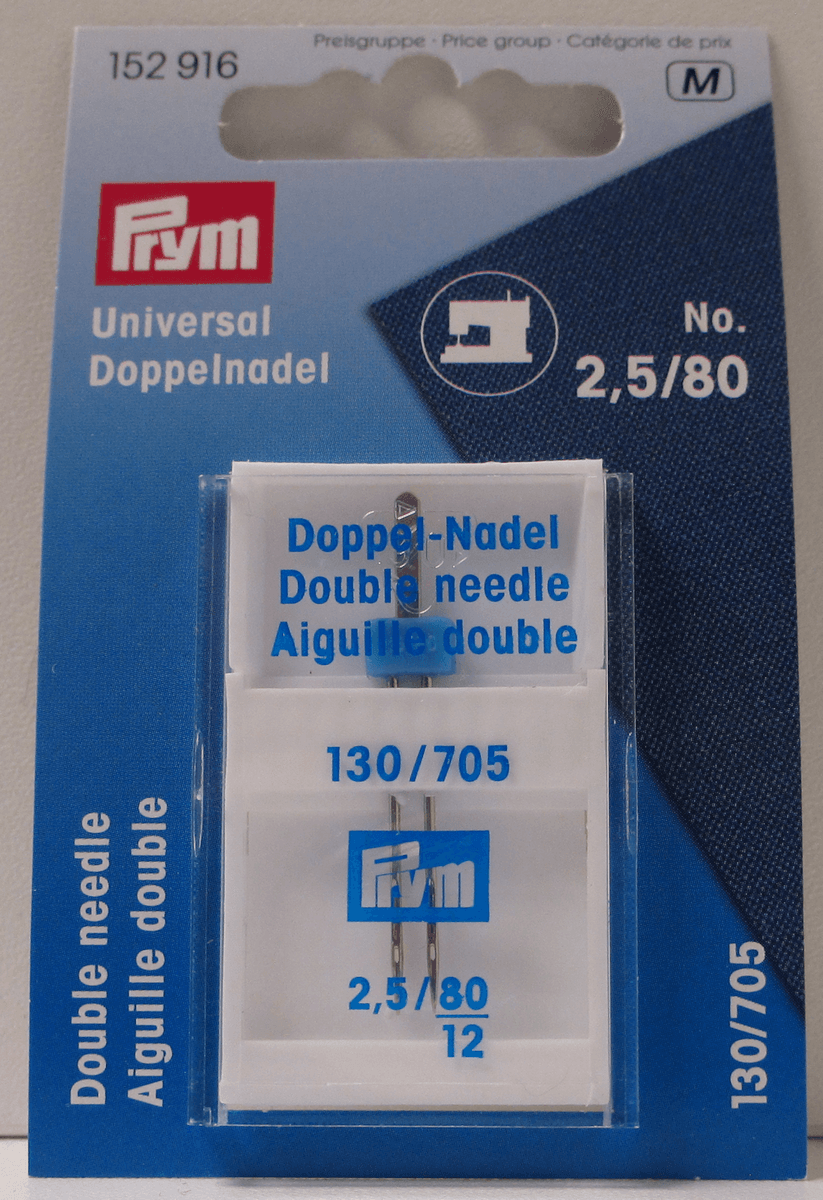 Preisgruppe · Price group · Catégorie de prix
152 916
M
Prym
Universal
Doppelnadel
No.
2,5/80
Doppel-Nadel
Double needle
Aiguille double
130/705
Prym
2,5/80
12
Double needle
Aiguille double
130/705